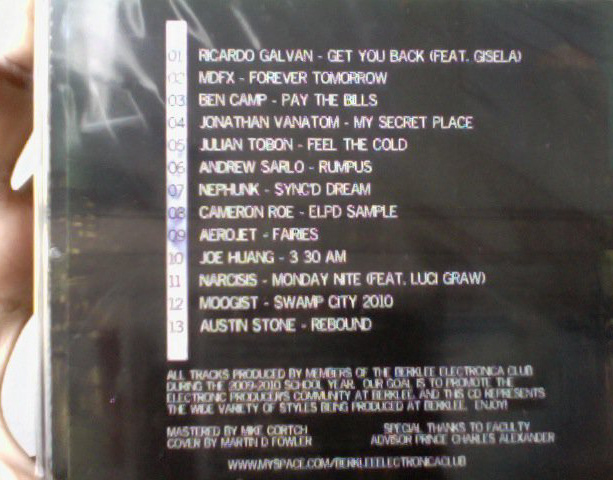 01 RICARDO GALVAN - GET YOU BACK (FEAT. GISELA)
02 MDFX - FOREVER TOMORROW
03 BEN CAMP - PAY THE BILLS
04 JONATHAN VANATOM - MY SECRET PLACE
05 JULIAN TOBON - FEEL THE COLD
06 ANDREW SARLO - RUMPUS
07 NEPHUNK - SYNC'D DREAM
08 CAMERON ROE - ELPD SAMPLE
09 AEROJET - FAIRIES
10 JOE HUANG - 3 30 AM
11 NARCISIS - MONDAY NITE (FEAT. LUCI GRAW)
12 MOOGIST - SWAMP CITY 2010
13 AUSTIN STONE - REBOUND
ALL TRACKS PRODUCED BY MEMBERS OF THE BERKLEE ELECTRONICA CLUB
DURING THE 2009-2010 SCHOOL YEAR. OUR GOAL IS TO PROMOTE THE
ELECTRONIC PRODUCER'S COMMUNITY AT BERKLEE, AND THIS CD REPRESENTS
THE WIDE VARIETY OF STYLES BEING PRODUCED AT BERKLEE. ENJOY!
MASTERED BY MIKE CORTCH
COVER BY MARTIN D FOWLER
SPECIAL THANKS TO FACULTY
ADVISOR PRINCE CHARLES ALEXANDER
WWW.MYSPACE.COM/BERKLEEELECTRONICACLUB